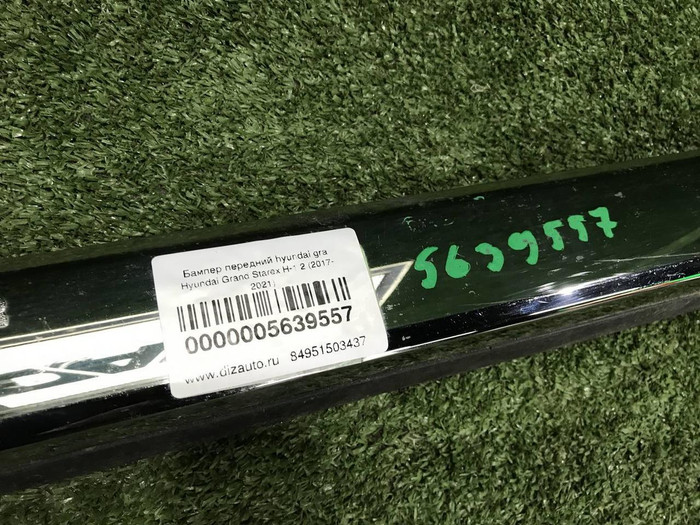 Бампер передний hyundai gra
Hyundai Grand Starex H-1 2 (2017-
2021)
0000005639557
www.dizauto.ru 84951503437
5639557